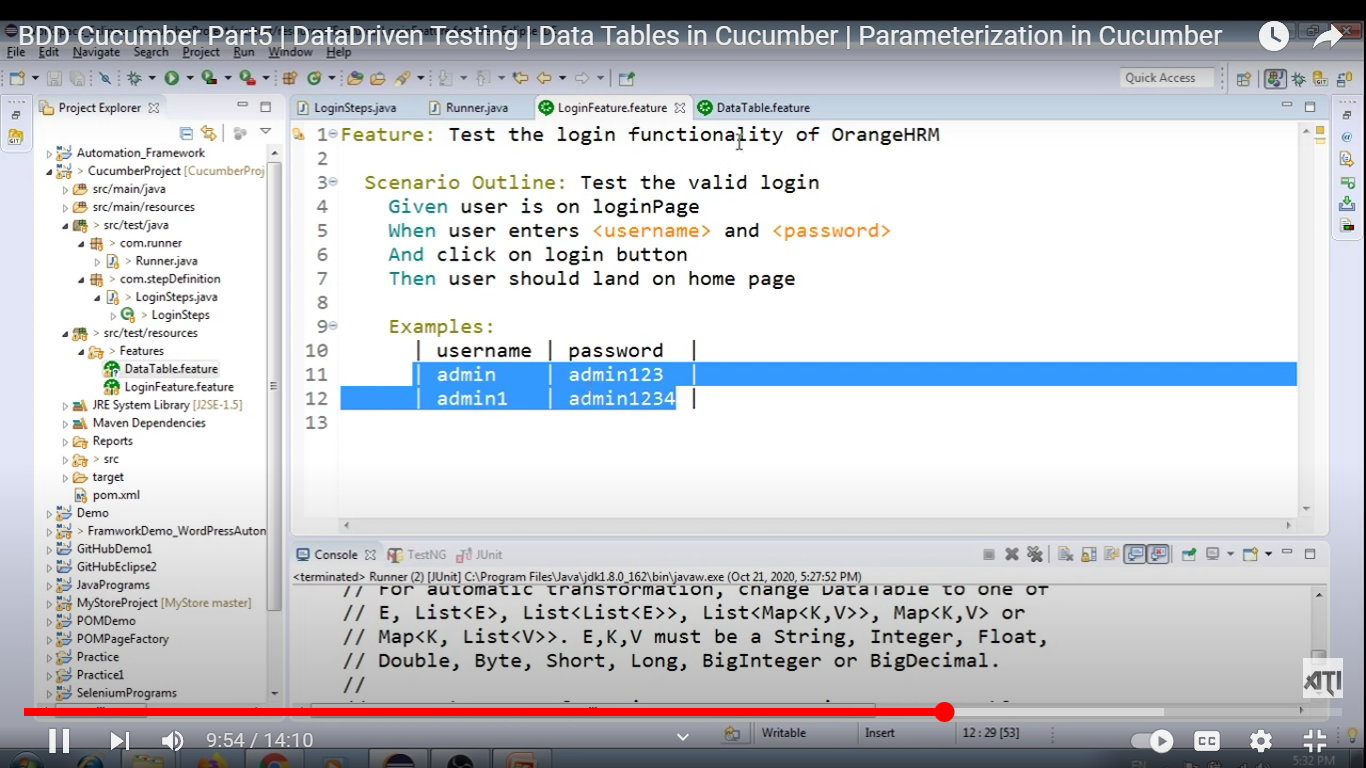 BDD Cucumber Part5 | DataDriven Testing | Data Tables in Cucumber | Parameterization in Cucumber
File Edit Navigate Search Project Run Window Help
Quick Access
Project Explorer
LoginSteps.java Runner.java LoginFeature.feature DataTable.feature
Automation_Framework
> CucumberProject [CucumberProj
src/main/java
src/main/resources
> src/test/java
> com.runner
> Runner.java
> com.stepDefinition
> LoginSteps.java
> LoginSteps
> src/test/resources
> Features
DataTable.feature
LoginFeature.feature
JRE System Library [J2SE-1.5]
Maven Dependencies
Reports
> src
target
pom.xml
Demo
> FramworkDemo_WordPressAuton
GitHubDemo1
GitHubEclipse2
JavaPrograms
MyStoreProject [MyStore master]
POMDemo
POMPageFactory
Practice
Practice1
SeleniumPrograms
1 Feature: Test the login functionality of OrangeHRM
2
3 Scenario Outline: Test the valid login
4 Given user is on loginPage
5 When user enters <username> and <password>
6 And click on login button
7 Then user should land on home page
8
9 Examples:
10 | username | password |
11 | admin | admin123 |
12 | admin1 | admin1234 |
13
Console TestNG JUnit
<terminated> Runner (2) [JUnit] C:\Program Files\Java\jdk1.8.0_162\bin\javaw.exe (Oct 21, 2020, 5:27:52 PM)
// For automatic transformation, change DataTable to one of
// E, List<E>, List<List<E>>, List<Map<K,V>>, Map<K,V> or
// Map<K, List<V>>. E,K,V must be a String, Integer, Float,
// Double, Byte, Short, Long, BigInteger or BigDecimal.
//
ATI
9:54 / 14:10
Writable Insert 12 : 29 [53]
CC
EN
5:32 PM